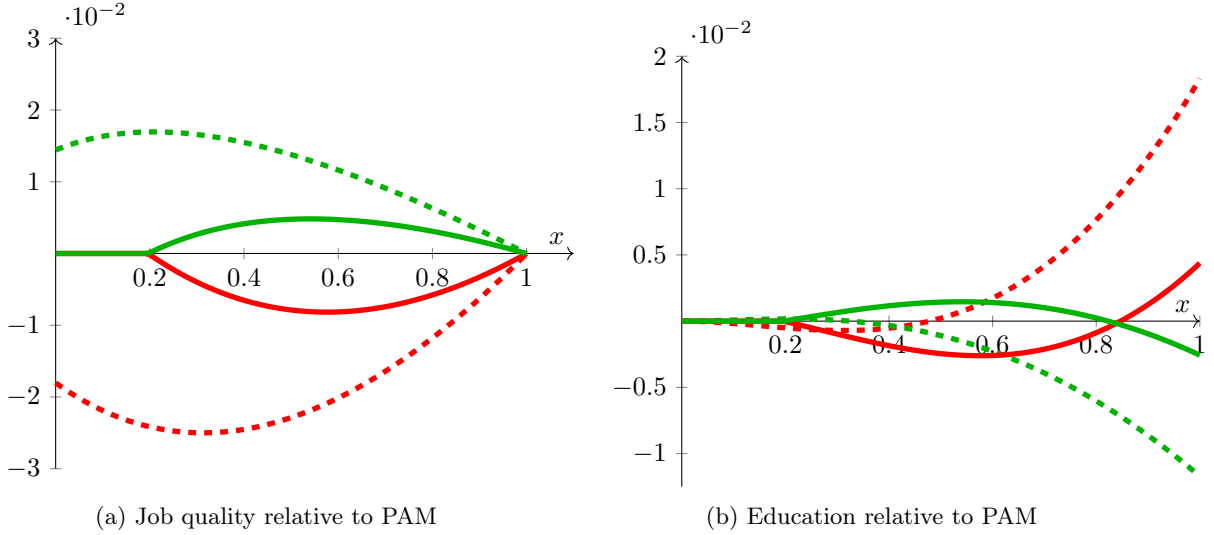 ·10⁻²
3
2
1
−1
−2
−3
0.2 0.4 0.6 0.8 1
x
(a) Job quality relative to PAM
·10⁻²
2
1.5
1
0.5
−0.5
−1
0.2 0.4 0.6 0.8 1
x
(b) Education relative to PAM